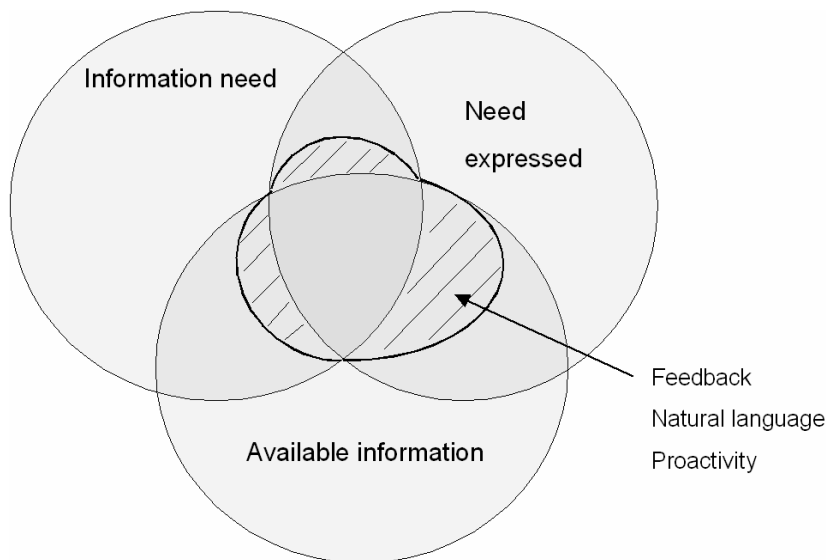 Information need
Need
expressed
Available information
Feedback
Natural language
Proactivity